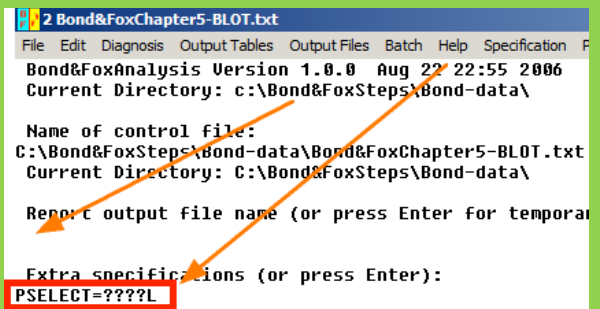 2 Bond&FoxChapter5-BLOT.txt
File Edit Diagnosis Output Tables Output Files Batch Help Specification P
Bond&FoxAnalysis Version 1.0.0 Aug 22 22:55 2006
Current Directory: c:\Bond&FoxSteps\Bond-data\
Name of control file:
C:\Bond&FoxSteps\Bond-data\Bond&FoxChapter5-BLOT.txt
Current Directory: C:\Bond&FoxSteps\Bond-data\
Report output file name (or press Enter for tempora
Extra specifications (or press Enter):
PSELECT=????L